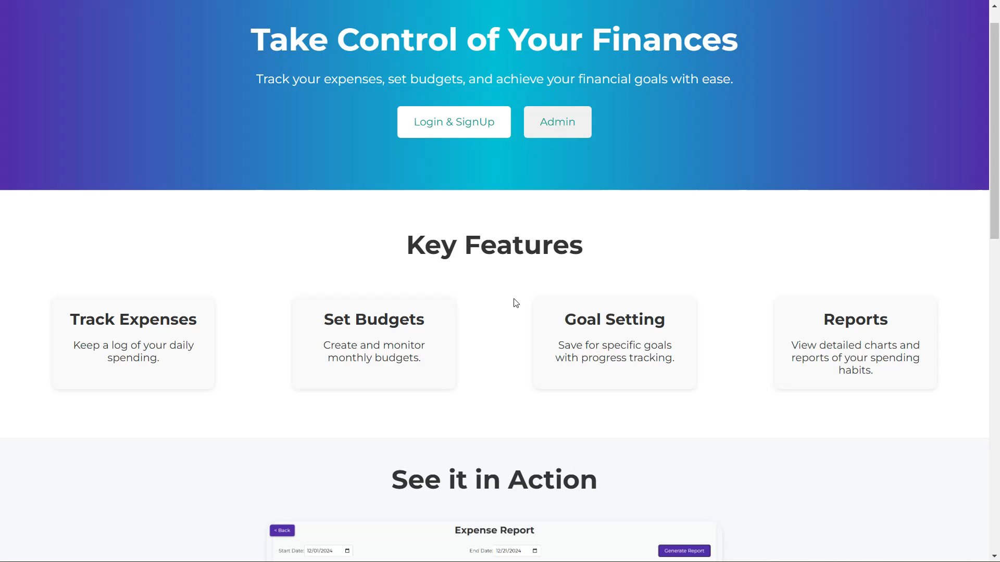 Take Control of Your Finances
Track your expenses, set budgets, and achieve your financial goals with ease.
Login & SignUp
Admin
Key Features
Track Expenses
Keep a log of your daily
spending.
Set Budgets
Create and monitor
monthly budgets.
Goal Setting
Save for specific goals
with progress tracking.
Reports
View detailed charts and
reports of your spending
habits.
See it in Action
< Back
Expense Report
Start Date: 12/01/2024
End Date: 12/21/2024
Generate Report